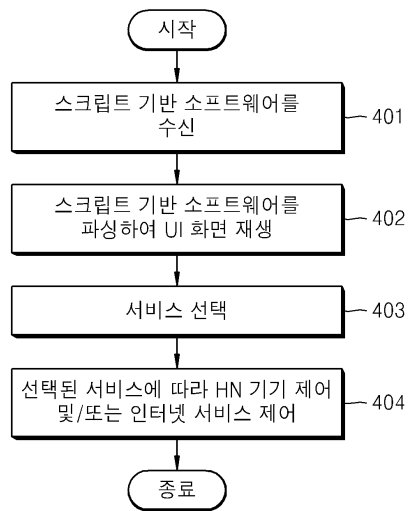 시작
스크립트 기반 소프트웨어를
수신
401
스크립트 기반 소프트웨어를
파싱하여 UI 화면 재생
402
서비스 선택
403
선택된 서비스에 따라 HN 기기 제어
및/또는 인터넷 서비스 제어
404
종료